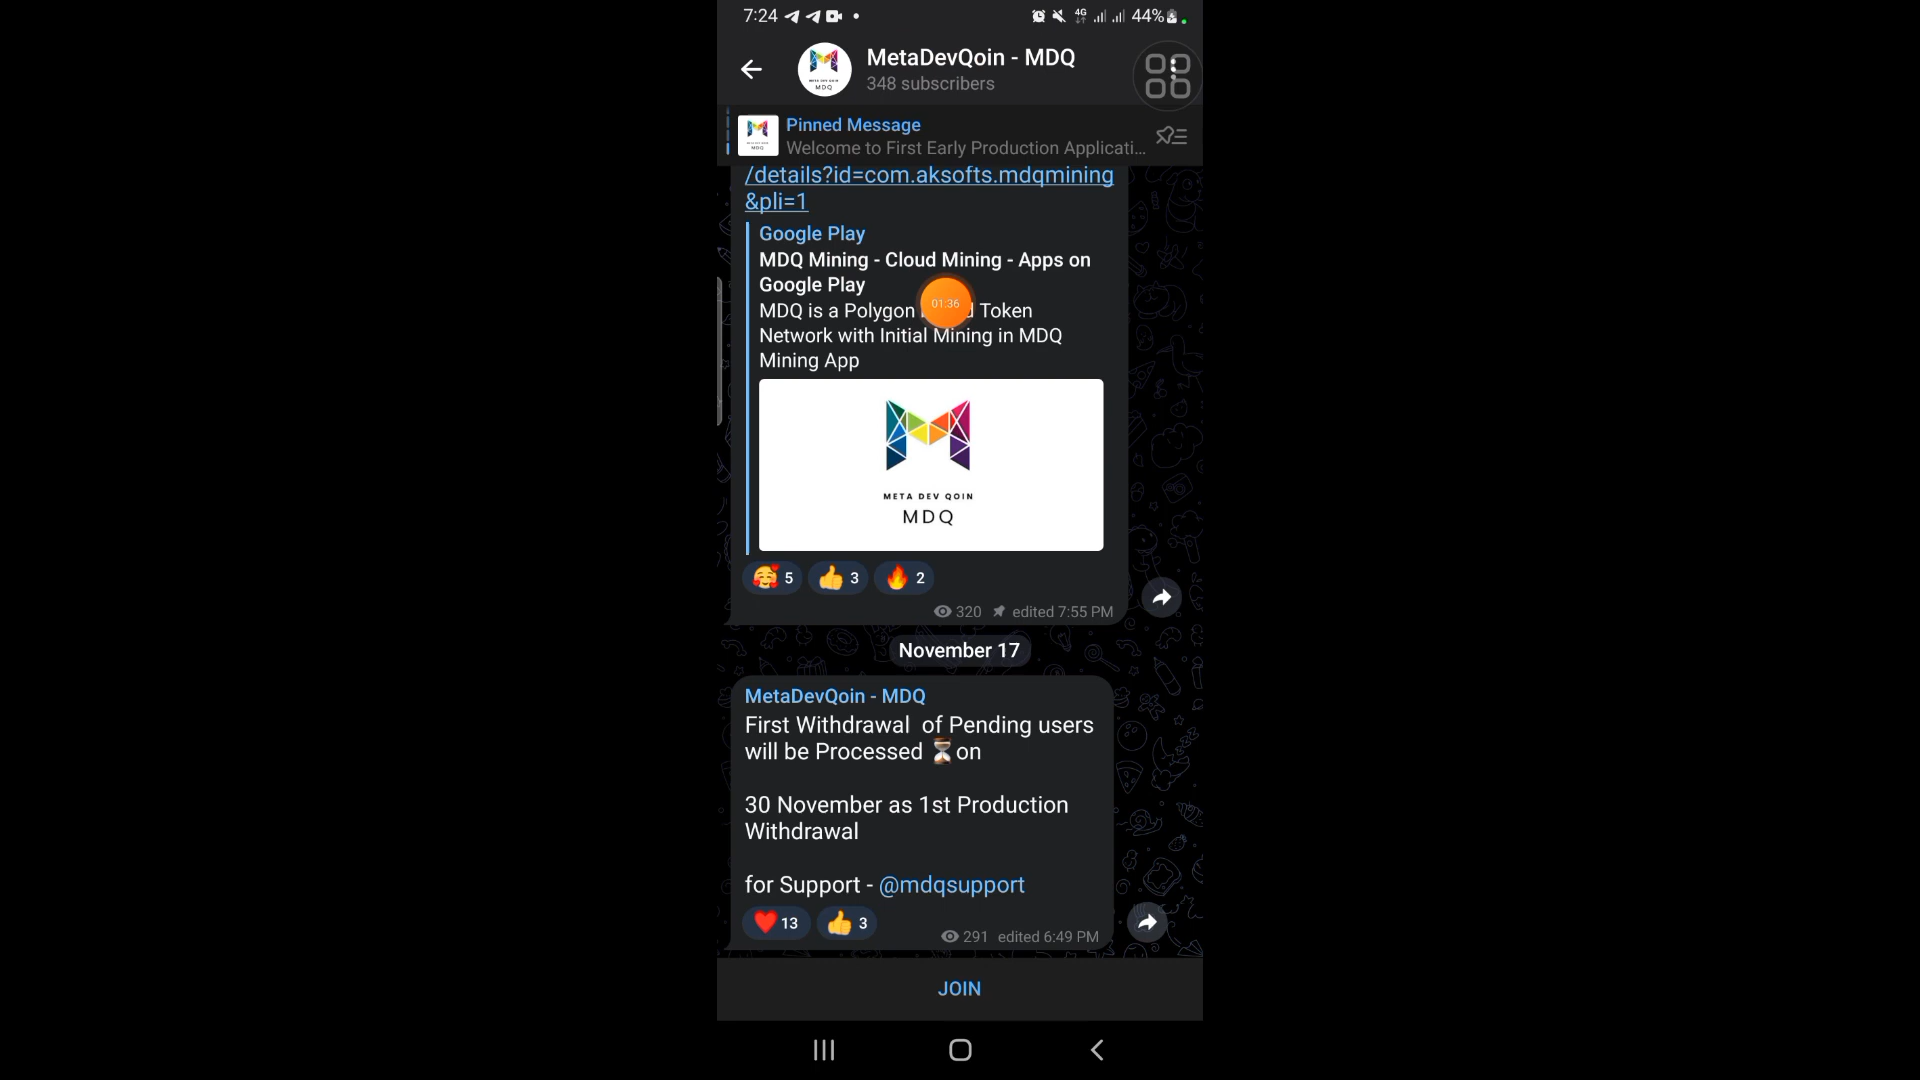 7:24
4G
44%
MetaDevQoin - MDQ
348 subscribers
Pinned Message
Welcome to First Early Production Applicati...
/details?id=com.aksofts.mdqmining
&pli=1
Google Play
MDQ Mining - Cloud Mining - Apps on
Google Play
01:36
MDQ is a Polygon Token
Network with Initial Mining in MDQ
Mining App
META DEV QOIN
MDQ
5
3
2
320 edited 7:55 PM
November 17
MetaDevQoin - MDQ
First Withdrawal of Pending users
will be Processed ⏳on
30 November as 1st Production
Withdrawal
for Support - @mdqsupport
13
3
291 edited 6:49 PM
JOIN